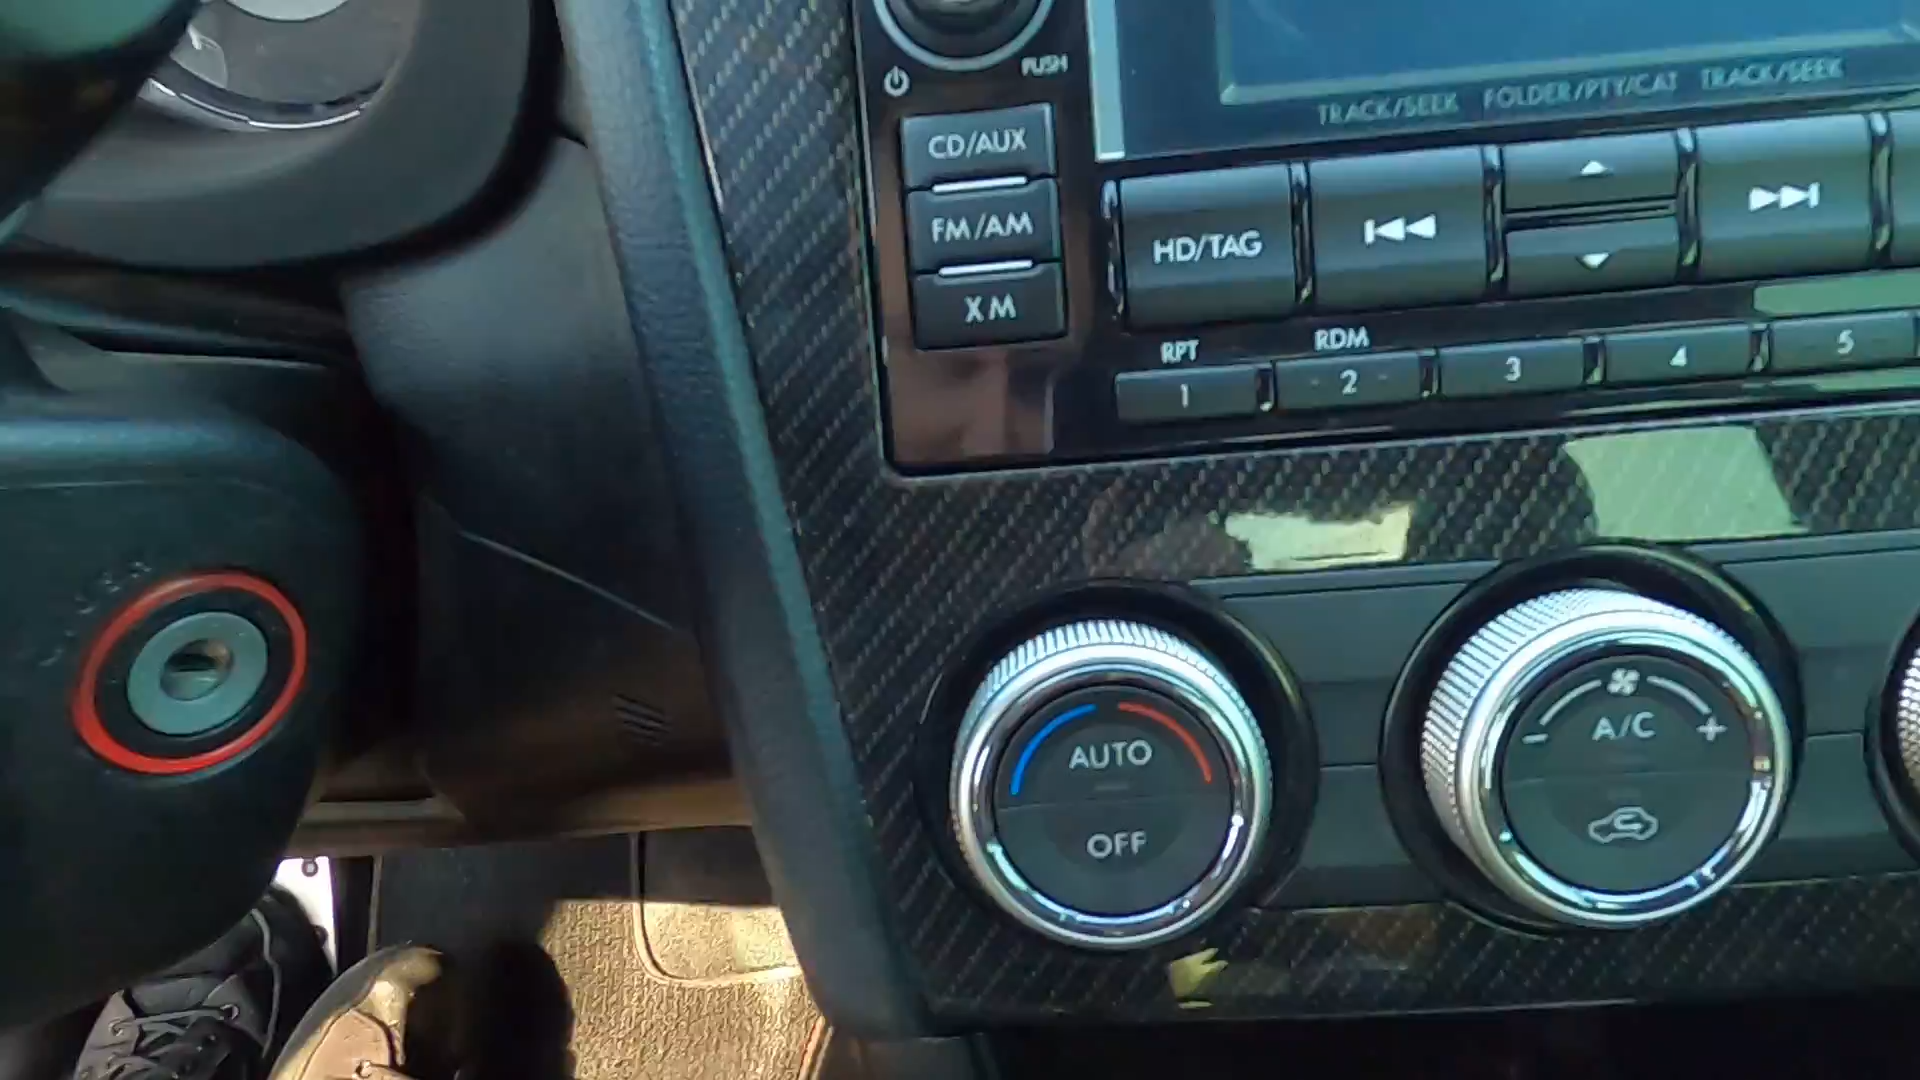 PUSH
TRACK/SEEK FOLDER/PTY/CAT TRACK/SEEK
CD/AUX
FM/AM
XM
HD/TAG
RPT RDM
1 2 3 4 5
AUTO
OFF
A/C
- +